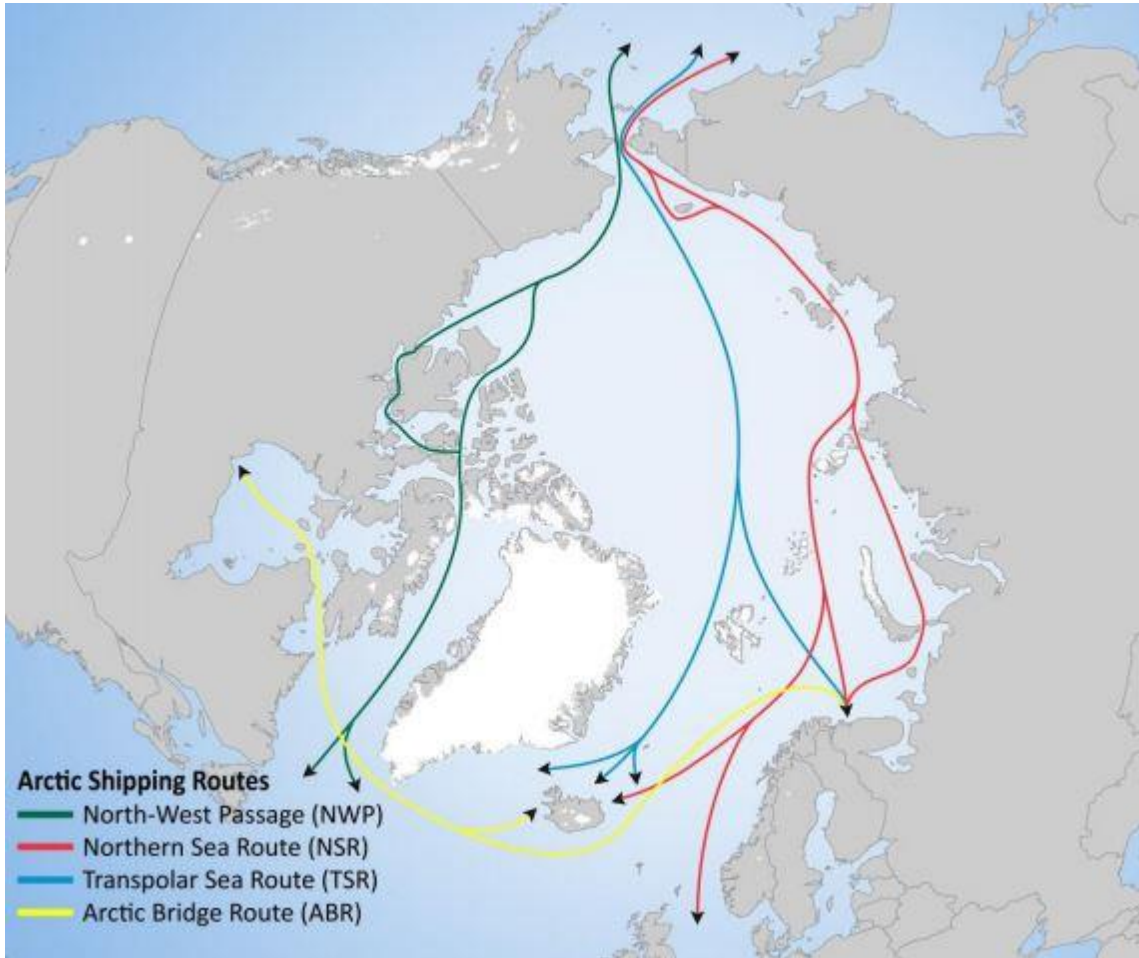 Arctic Shipping Routes
North-West Passage (NWP)
Northern Sea Route (NSR)
Transpolar Sea Route (TSR)
Arctic Bridge Route (ABR)